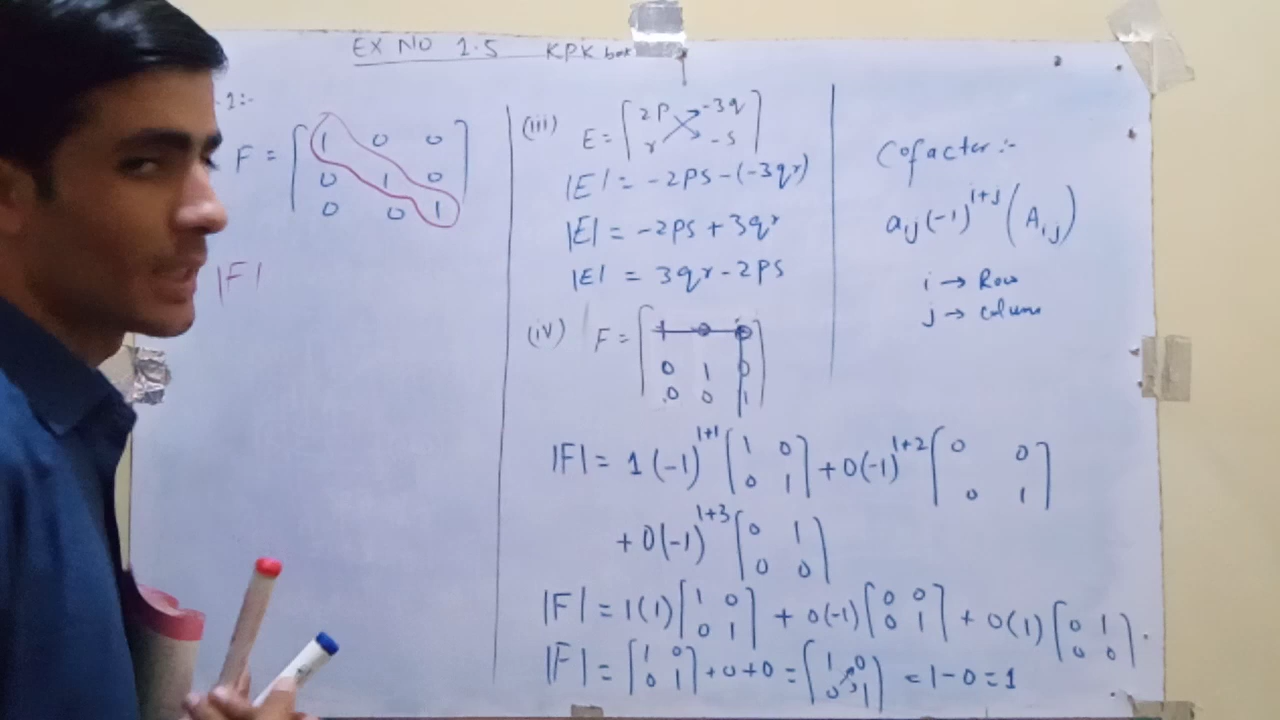 EX NO 1.5 KPK book
1:-
F = [1 0 0
0 1 0
0 0 1]
|F|
(iii) E = [2P -3q
r -s]
|E| = -2ps-(-3qr)
|E| = -2ps+3qr
|E| = 3qr-2ps
(iv) F = [1 0 0
0 1 0
0 0 1]
|F| = 1(-1)^1+1 [1 0
0 1] + 0(-1)^1+2 [0 0
0 1]
+ 0(-1)^1+3 [0 1
0 0]
|F| = 1(1) [1 0
0 1] + 0(-1) [0 0
0 1] + 0(1) [0 1
0 0].
|F| = [1 0
0 1] + 0 + 0 = [1 0
0 1] = 1-0 = 1
Cofactor:-
aij(-1)^i+j (Ai,j)
i → Row
j → column